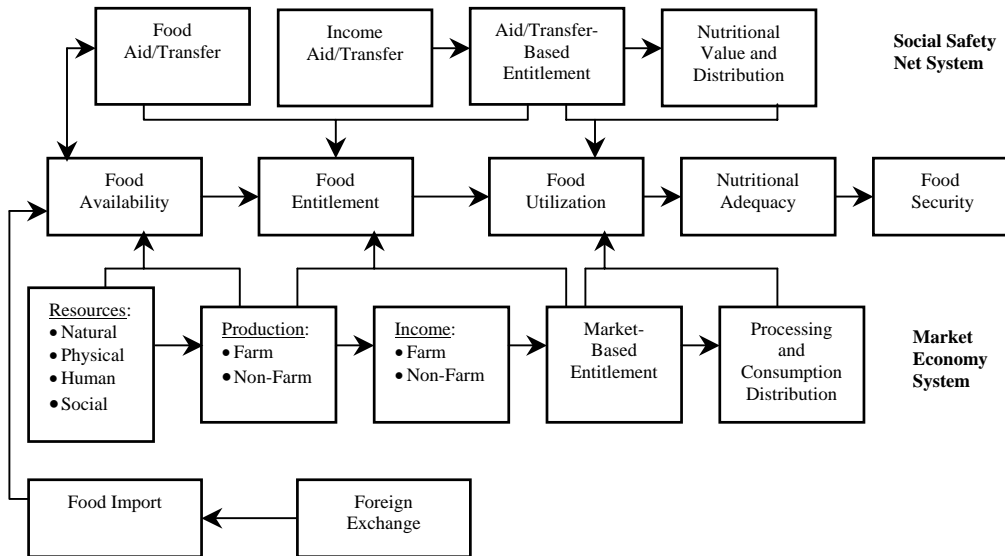 Food
Aid/Transfer
Income
Aid/Transfer
Aid/Transfer-
Based
Entitlement
Nutritional
Value and
Distribution
Social Safety
Net System
Food
Availability
Food
Entitlement
Food
Utilization
Nutritional
Adequacy
Food
Security
Resources:
• Natural
• Physical
• Human
• Social
Production:
• Farm
• Non-Farm
Income:
• Farm
• Non-Farm
Market-
Based
Entitlement
Processing
and
Consumption
Distribution
Market
Economy
System
Food Import
Foreign
Exchange